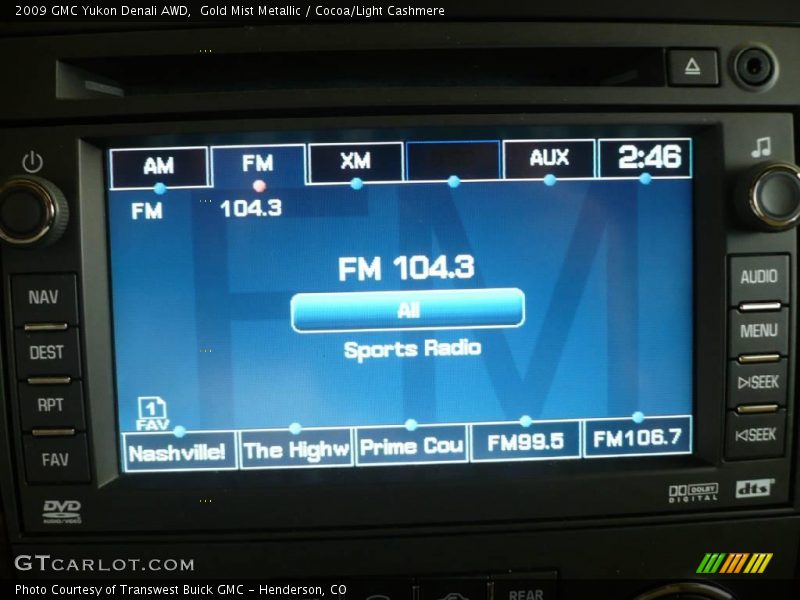 2009 GMC Yukon Denali AWD,  Gold Mist Metallic / Cocoa/Light Cashmere
AM FM XM AUX 2:46
FM 104.3
FM 104.3
All
Sports Radio
1
FAV
Nashville! The Highw Prime Cou FM99.5 FM106.7
NAV
DEST
RPT
FAV
AUDIO
MENU
SEEK
SEEK
DVD
AUDIO/VIDEO
DOLBY
DIGITAL
dts
GTCARLOT.COM
Photo Courtesy of Transwest Buick GMC - Henderson, CO
REAR